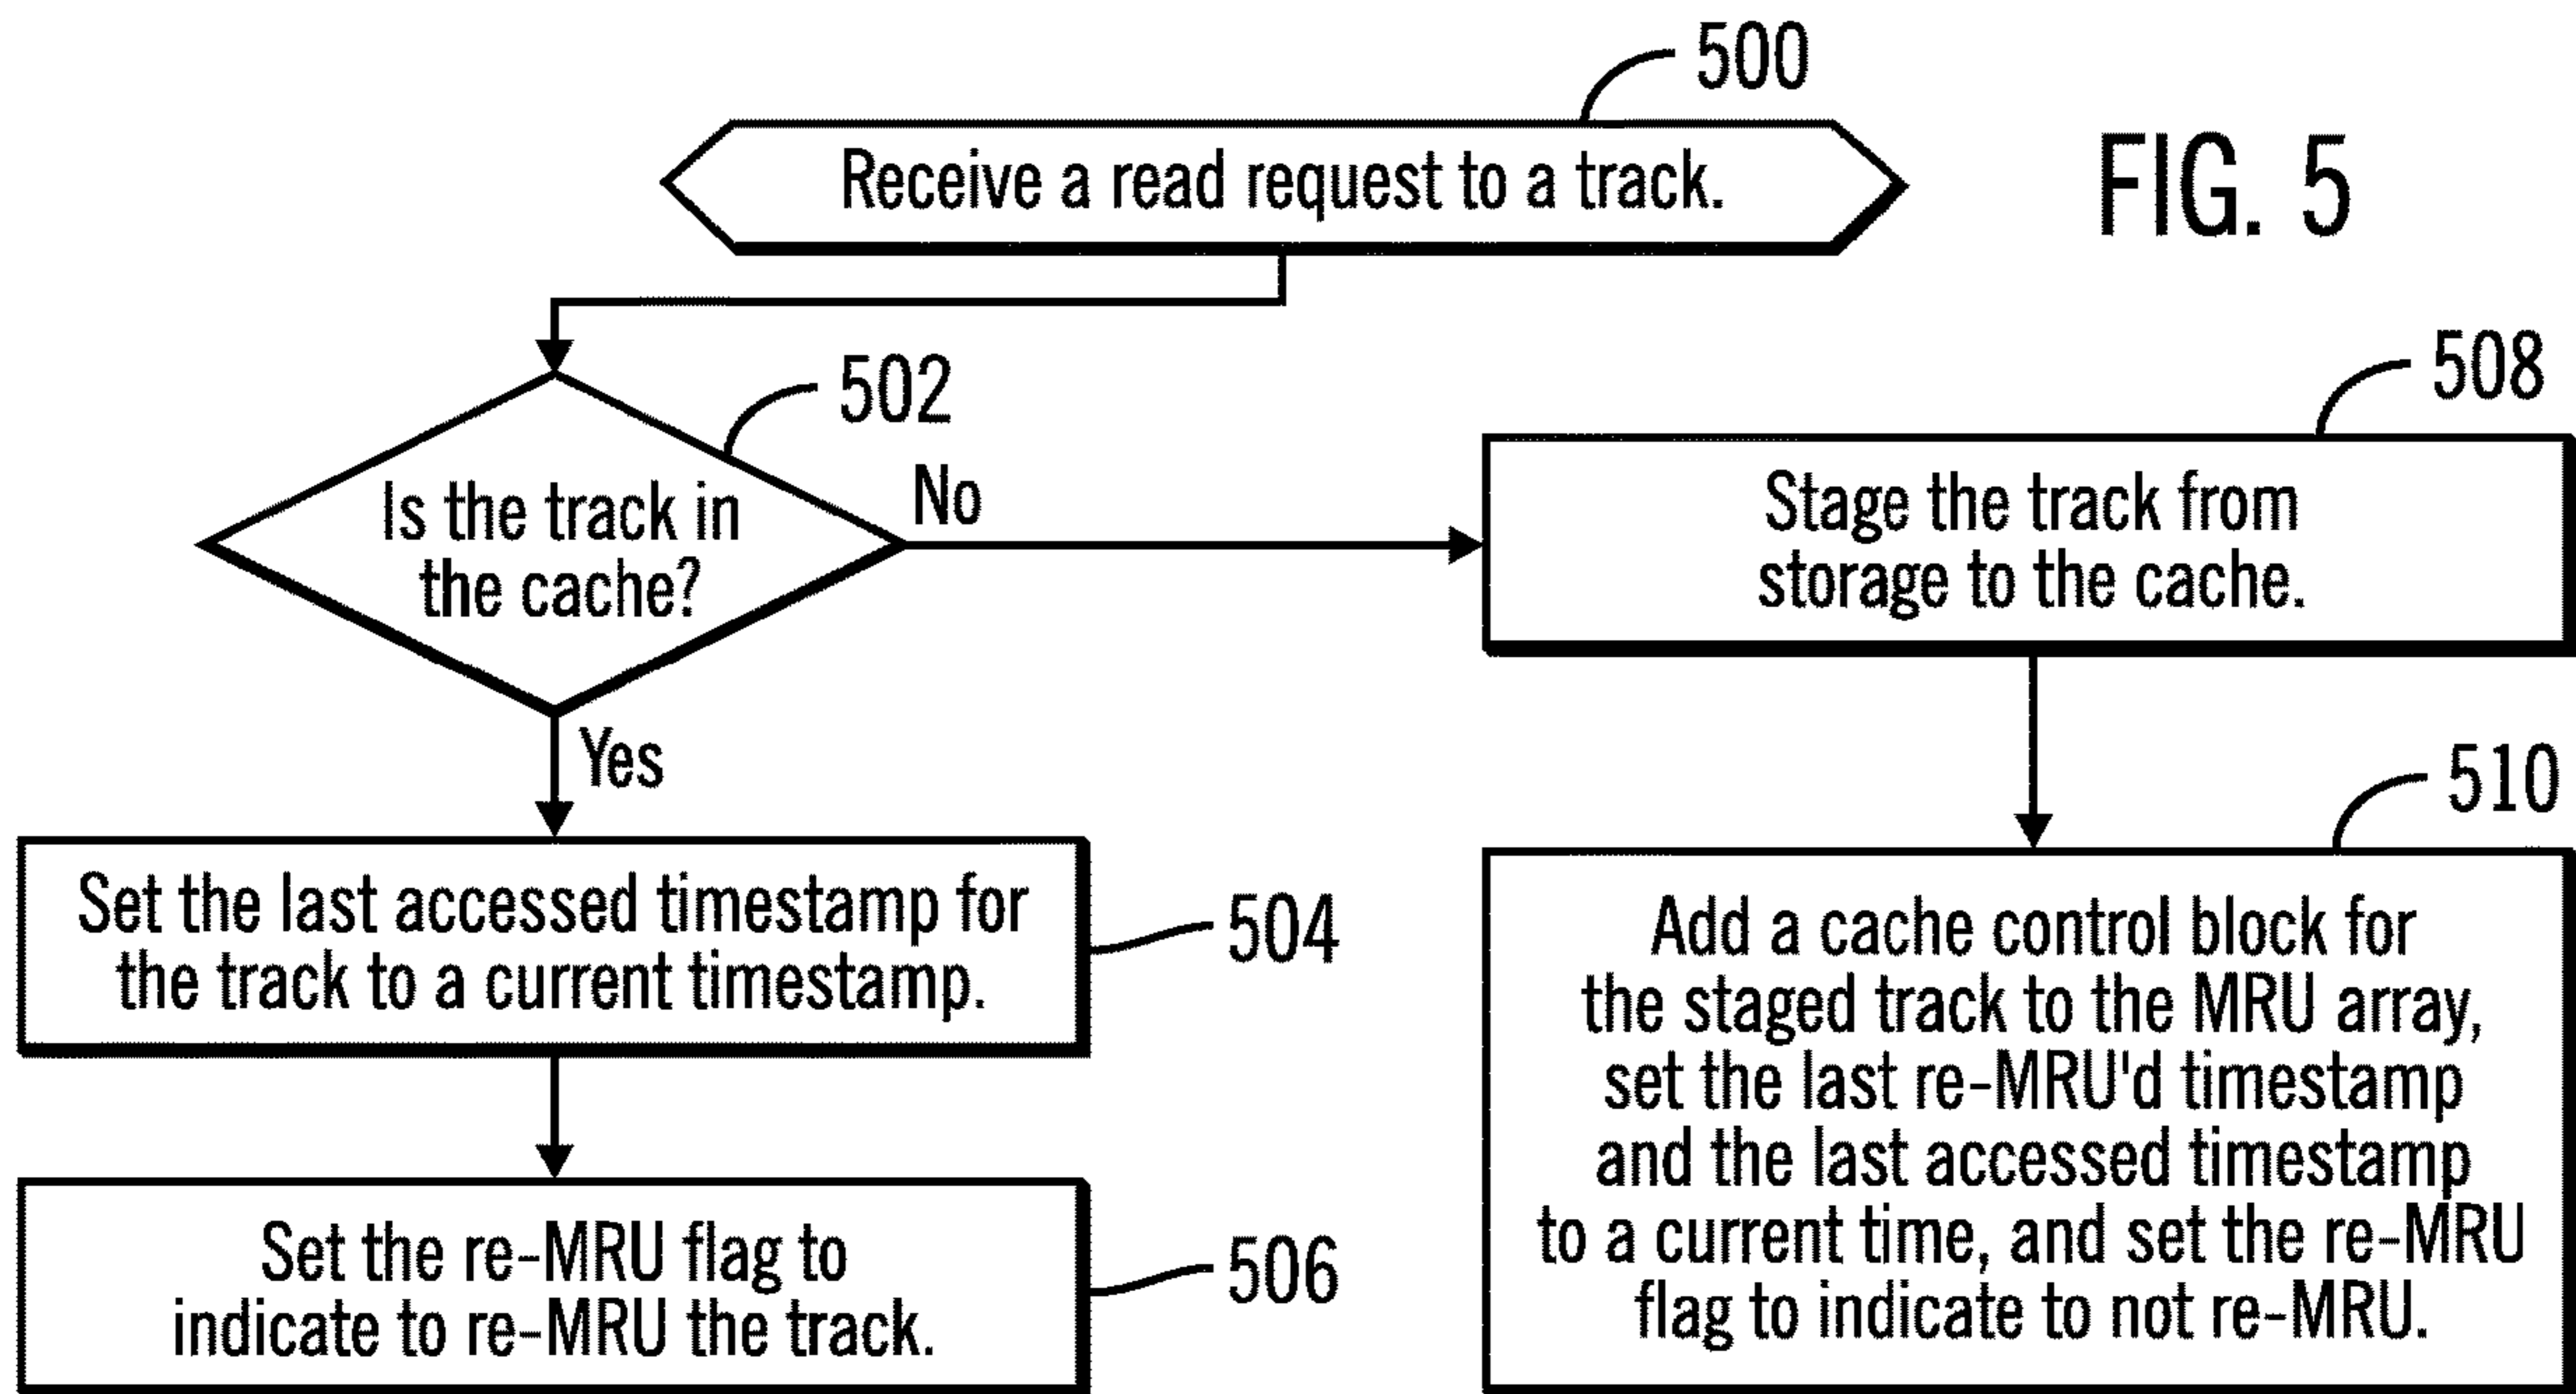 500
Receive a read request to a track.
FIG. 5
502
Is the track in
the cache?
No
Yes
508
Stage the track from
storage to the cache.
Set the last accessed timestamp for
the track to a current timestamp.
504
Set the re-MRU flag to
indicate to re-MRU the track.
506
510
Add a cache control block for
the staged track to the MRU array,
set the last re-MRU'd timestamp
and the last accessed timestamp
to a current time, and set the re-MRU
flag to indicate to not re-MRU.